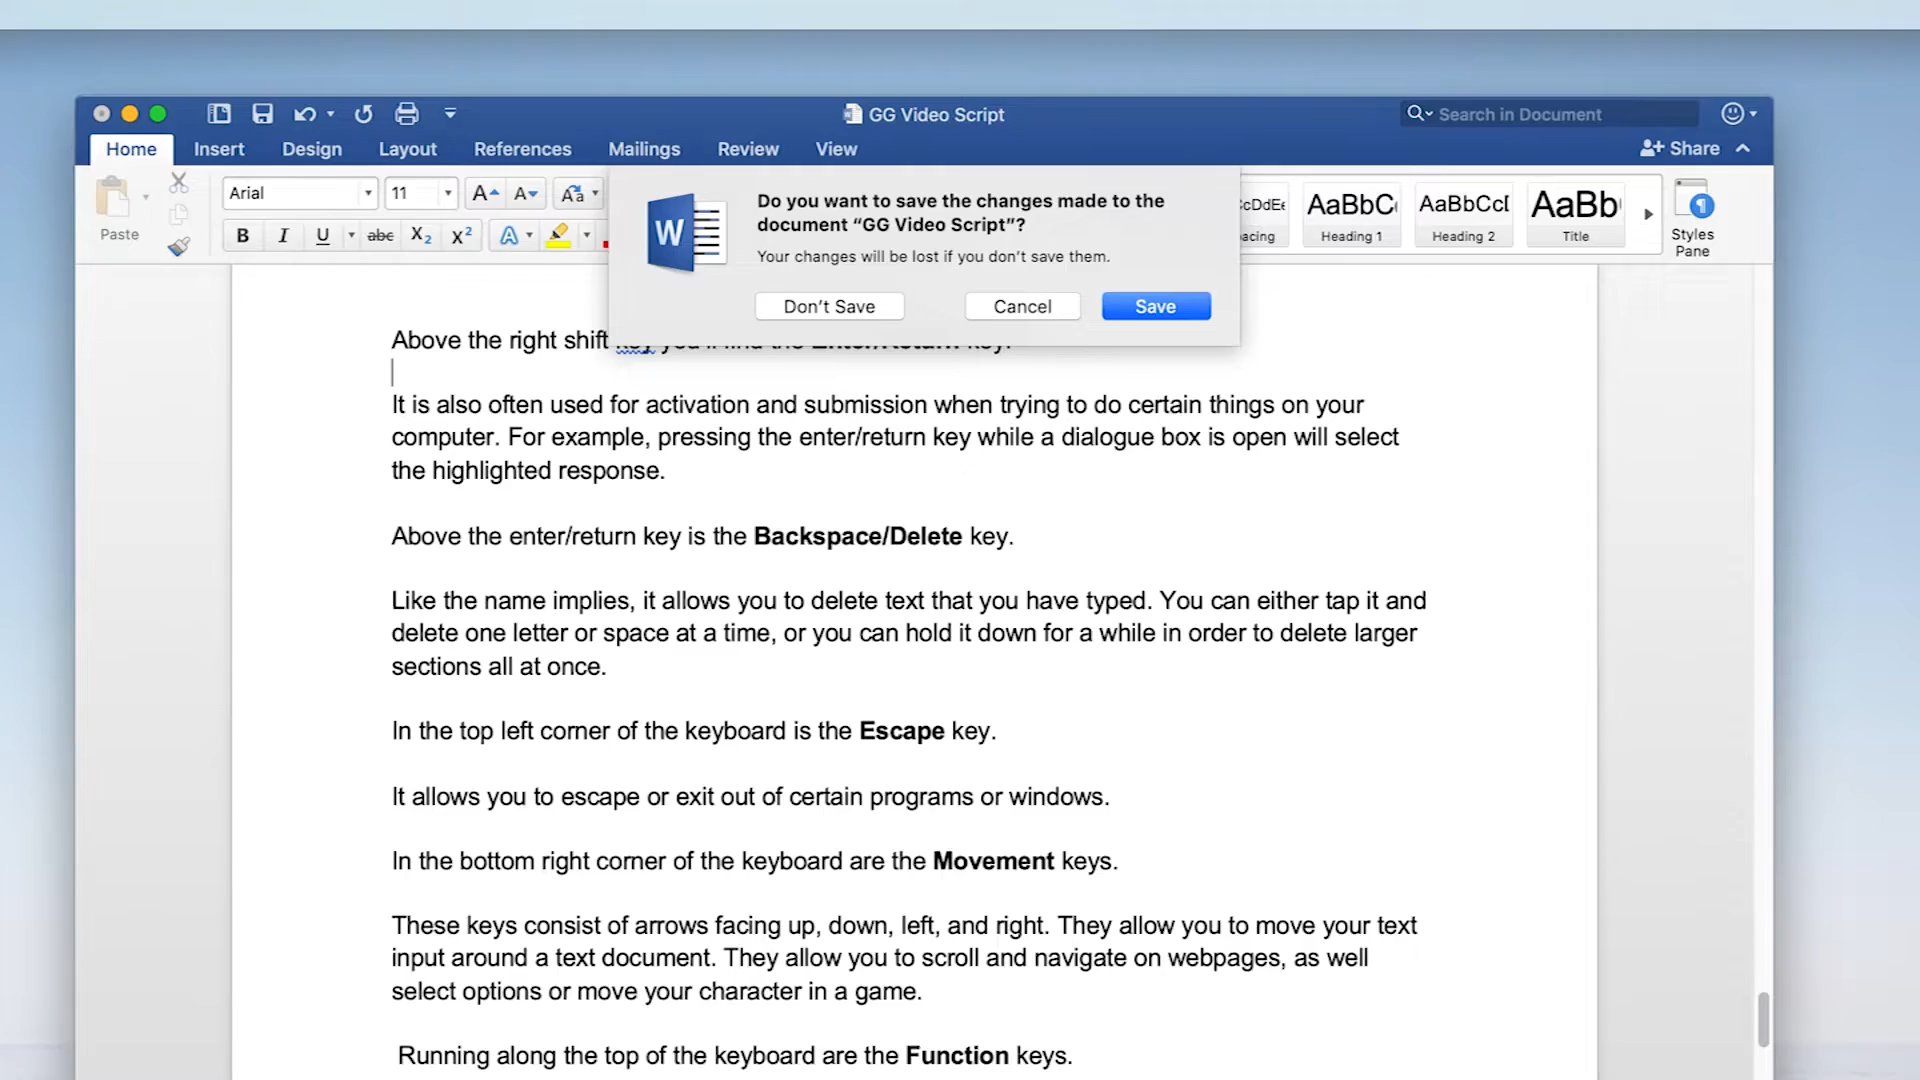 GG Video Script
Search in Document
Home Insert Design Layout References Mailings Review View
Share
Paste
Arial 11
A A Aa
B I U abc X2 X2 A
AaBbC AaBbCcD AaBb
Heading 1 Heading 2 Title
Styles
Pane
W
Do you want to save the changes made to the
document “GG Video Script”?
Your changes will be lost if you don’t save them.
Don’t Save Cancel Save
Above the right shift
It is also often used for activation and submission when trying to do certain things on your
computer. For example, pressing the enter/return key while a dialogue box is open will select
the highlighted response.
Above the enter/return key is the Backspace/Delete key.
Like the name implies, it allows you to delete text that you have typed. You can either tap it and
delete one letter or space at a time, or you can hold it down for a while in order to delete larger
sections all at once.
In the top left corner of the keyboard is the Escape key.
It allows you to escape or exit out of certain programs or windows.
In the bottom right corner of the keyboard are the Movement keys.
These keys consist of arrows facing up, down, left, and right. They allow you to move your text
input around a text document. They allow you to scroll and navigate on webpages, as well
select options or move your character in a game.
Running along the top of the keyboard are the Function keys.